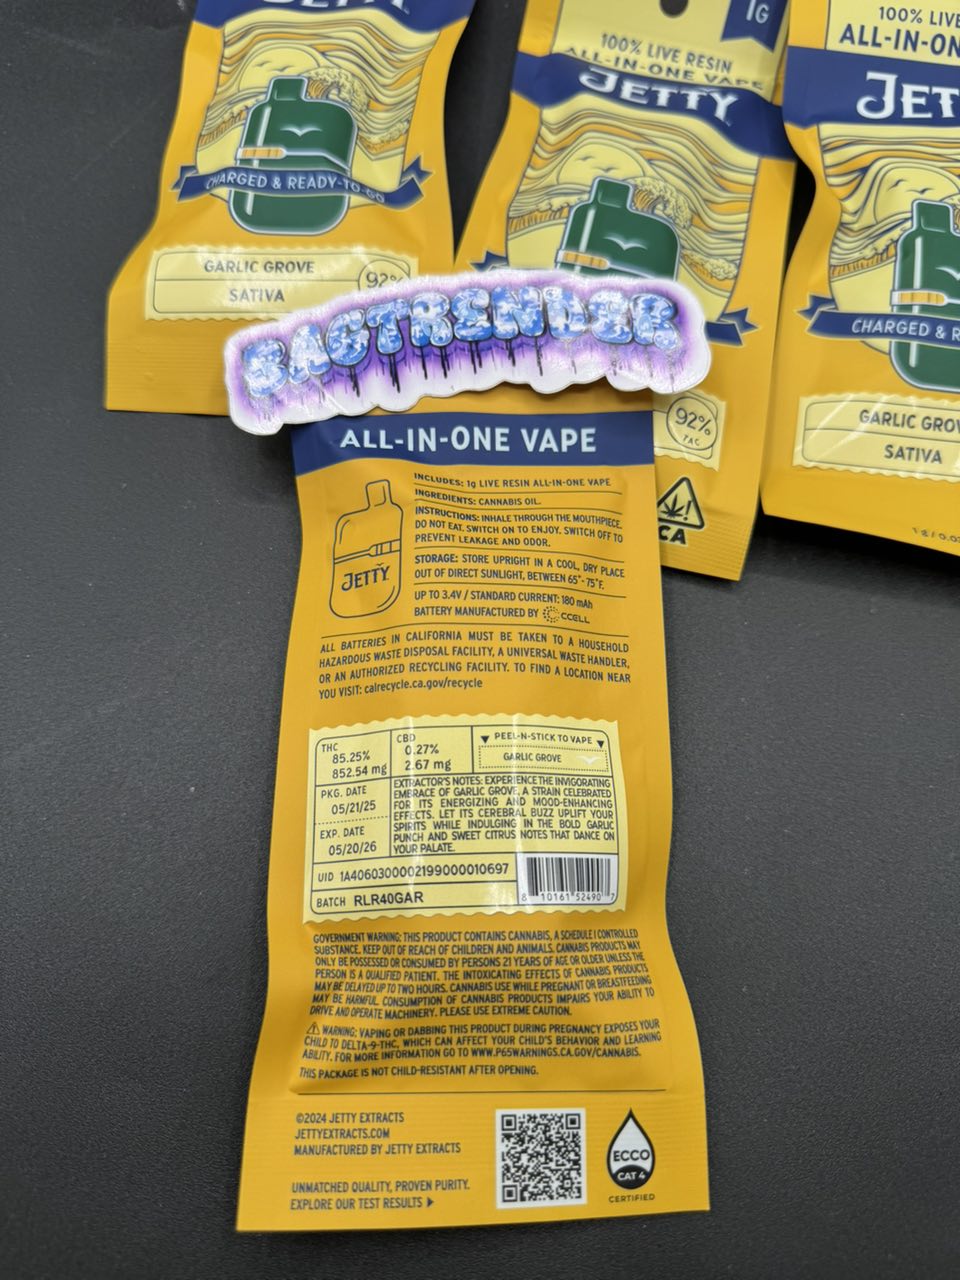 JETTY
CHARGED & READY-TO-GO
GARLIC GROVE
SATIVA
92%
1G
100% LIVE RESIN
ALL-IN-ONE VAPE
JETTY
92%
TAC
CA
100% LIVE
ALL-IN-ON
JET
CHARGED & R
GARLIC GROV
SATIVA
BAGTRENDER
ALL-IN-ONE VAPE
JETTY
INCLUDES: 1g LIVE RESIN ALL-IN-ONE VAPE
INGREDIENTS: CANNABIS OIL.
INSTRUCTIONS: INHALE THROUGH THE MOUTHPIECE.
DO NOT EAT. SWITCH ON TO ENJOY. SWITCH OFF TO
PREVENT LEAKAGE AND ODOR.
STORAGE: STORE UPRIGHT IN A COOL, DRY PLACE
OUT OF DIRECT SUNLIGHT, BETWEEN 65°- 75°F.
UP TO 3.4V / STANDARD CURRENT: 180 mAh
BATTERY MANUFACTURED BY CCELL
ALL BATTERIES IN CALIFORNIA MUST BE TAKEN TO A HOUSEHOLD
HAZARDOUS WASTE DISPOSAL FACILITY, A UNIVERSAL WASTE HANDLER,
OR AN AUTHORIZED RECYCLING FACILITY. TO FIND A LOCATION NEAR
YOU VISIT: calrecycle.ca.gov/recycle
THC
85.25%
852.54 mg
CBD
0.27%
2.67 mg
▼ PEEL-N-STICK TO VAPE ▼
GARLIC GROVE
PKG. DATE
05/21/25
EXP. DATE
05/20/26
EXTRACTOR'S NOTES: EXPERIENCE THE INVIGORATING
EMBRACE OF GARLIC GROVE, A STRAIN CELEBRATED
FOR ITS ENERGIZING AND MOOD-ENHANCING
EFFECTS. LET ITS CEREBRAL BUZZ UPLIFT YOUR
SPIRITS WHILE INDULGING IN THE BOLD GARLIC
PUNCH AND SWEET CITRUS NOTES THAT DANCE ON
YOUR PALATE.
UID 1A4060300002199000010697
BATCH RLR40GAR
8 10161 52490 7
GOVERNMENT WARNING: THIS PRODUCT CONTAINS CANNABIS, A SCHEDULE I CONTROLLED
SUBSTANCE. KEEP OUT OF REACH OF CHILDREN AND ANIMALS. CANNABIS PRODUCTS MAY
ONLY BE POSSESSED OR CONSUMED BY PERSONS 21 YEARS OF AGE OR OLDER UNLESS THE
PERSON IS A QUALIFIED PATIENT. THE INTOXICATING EFFECTS OF CANNABIS PRODUCTS
MAY BE DELAYED UP TO TWO HOURS. CANNABIS USE WHILE PREGNANT OR BREASTFEEDING
MAY BE HARMFUL. CONSUMPTION OF CANNABIS PRODUCTS IMPAIRS YOUR ABILITY TO
DRIVE AND OPERATE MACHINERY. PLEASE USE EXTREME CAUTION.
⚠ WARNING: VAPING OR DABBING THIS PRODUCT DURING PREGNANCY EXPOSES YOUR
CHILD TO DELTA-9-THC, WHICH CAN AFFECT YOUR CHILD'S BEHAVIOR AND LEARNING
ABILITY. FOR MORE INFORMATION GO TO WWW.P65WARNINGS.CA.GOV/CANNABIS.
THIS PACKAGE IS NOT CHILD-RESISTANT AFTER OPENING.
©2024 JETTY EXTRACTS
JETTYEXTRACTS.COM
MANUFACTURED BY JETTY EXTRACTS
UNMATCHED QUALITY, PROVEN PURITY.
EXPLORE OUR TEST RESULTS ▶
ECCO
CAT 4
CERTIFIED